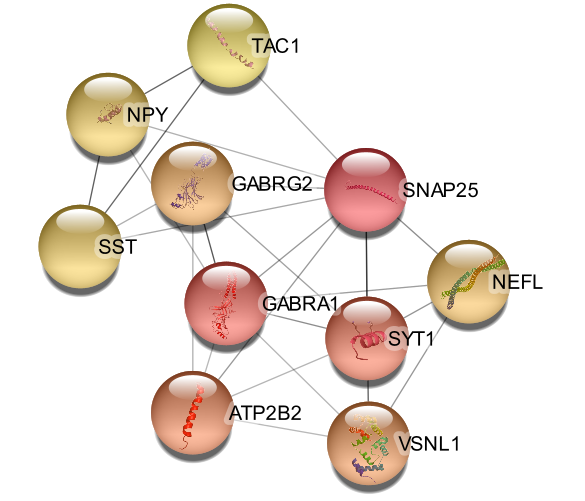 TAC1
NPY
GABRG2
SNAP25
SST
NEFL
GABRA1
SYT1
ATP2B2
VSNL1